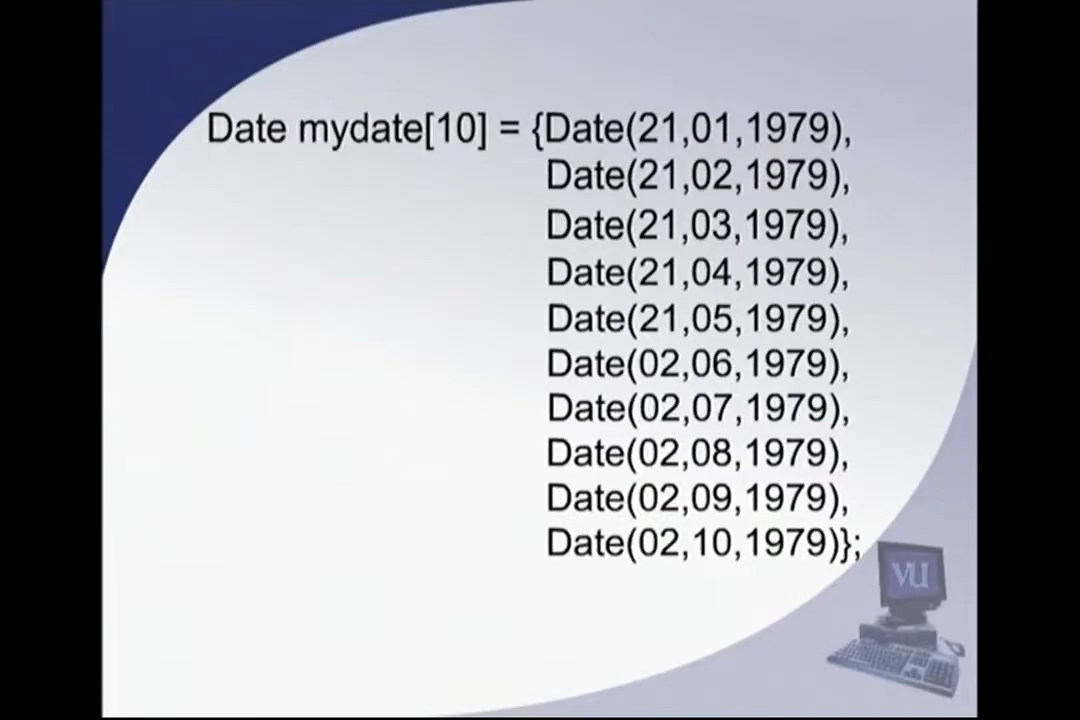 Date mydate[10] = {Date(21,01,1979),
Date(21,02,1979),
Date(21,03,1979),
Date(21,04,1979),
Date(21,05,1979),
Date(02,06,1979),
Date(02,07,1979),
Date(02,08,1979),
Date(02,09,1979),
Date(02,10,1979)};
VU